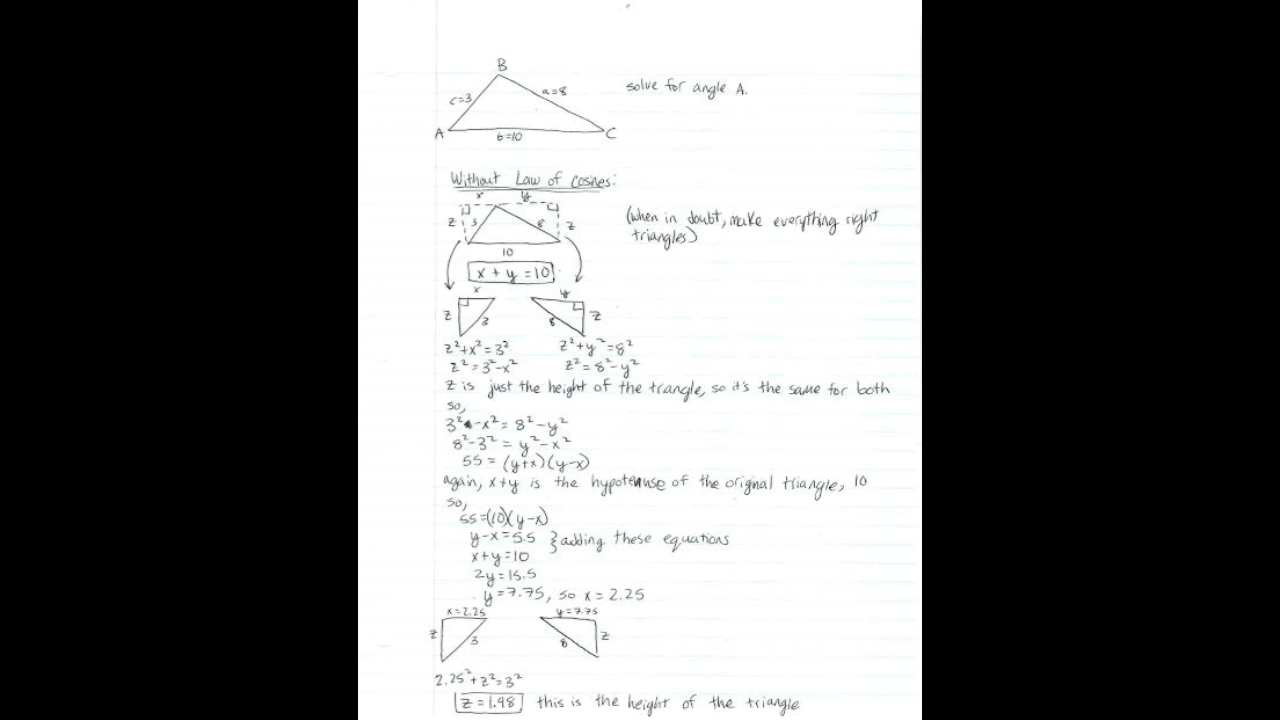 B
c=3
a=8
solve for angle A.
A
b=10
C
Without Law of Cosines:
x
y
z
3
8
z
(when in doubt, make everything right
triangles)
10
x + y = 10
x
y
z
3
8
z
z²+x²=3²
z²+y²=8²
z²=3²-x²
z²=8²-y²
z is just the height of the trangle, so it's the same for both
so,
3²-x²=8²-y²
8²-3²=y²-x²
55=(y+x)(y-x)
again, x+y is the hypotenuse of the original triangle, 10
so,
55=(10)(y-x)
y-x=5.5 } adding these equations
x+y=10
2y=15.5
y=7.75, so x=2.25
x=2.25
y=7.75
z
3
8
z
2.25²+z²=3²
z=1.98 this is the height of the triangle